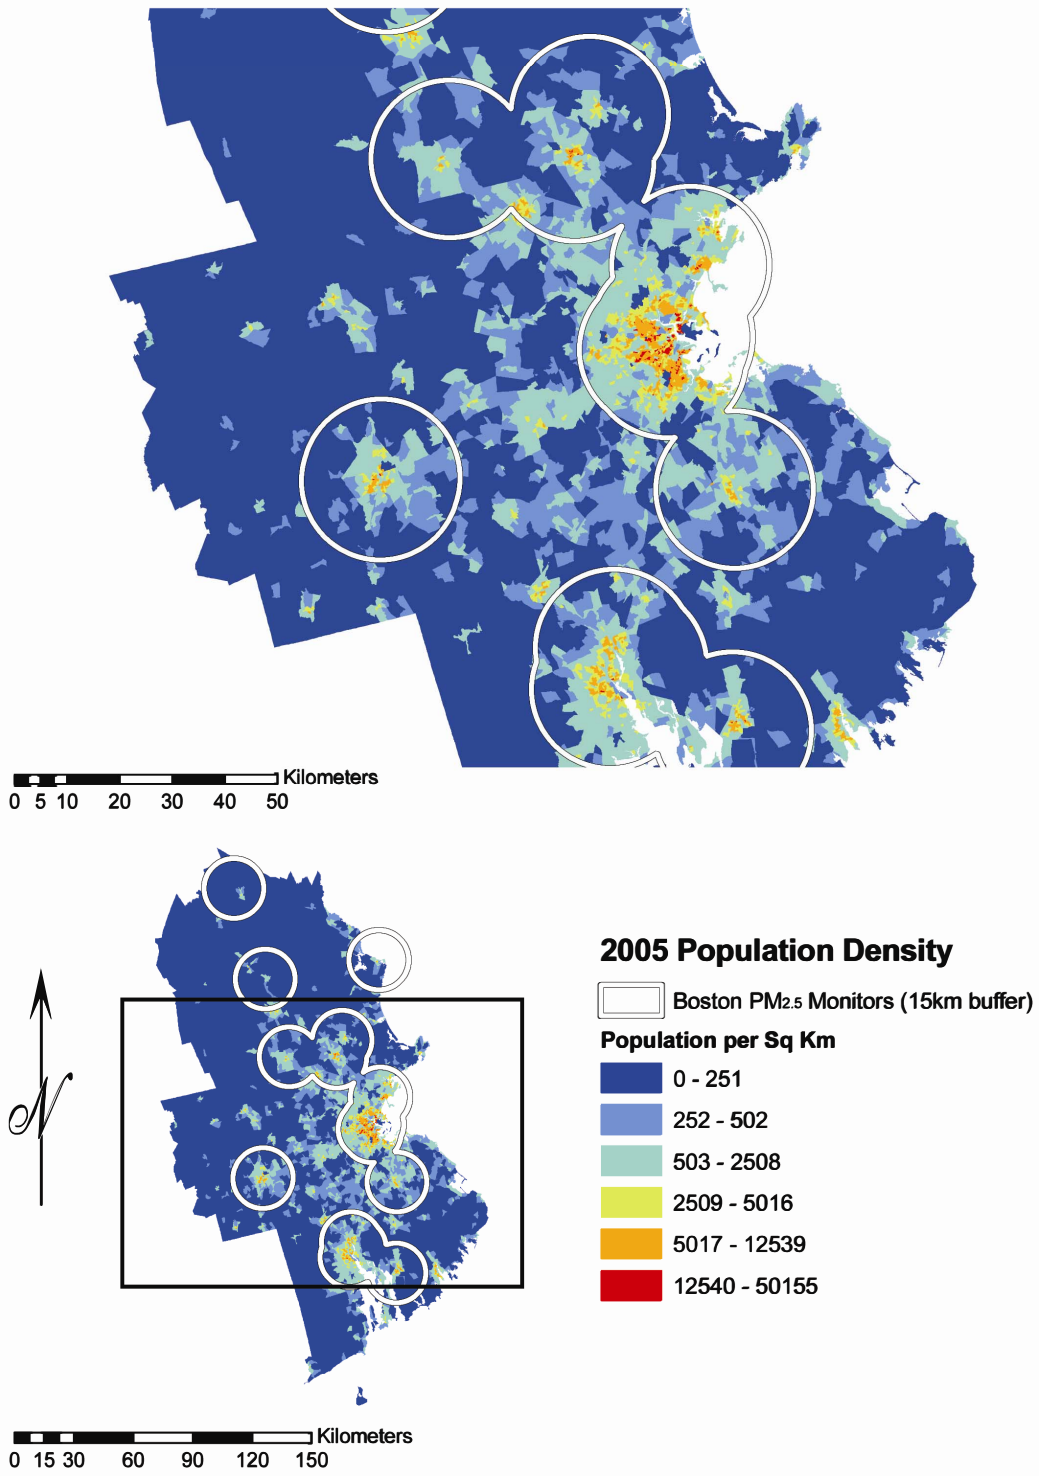 Kilometers
0 5 10 20 30 40 50
2005 Population Density
Boston PM2.5 Monitors (15km buffer)
Population per Sq Km
0 - 251
252 - 502
503 - 2508
2509 - 5016
5017 - 12539
12540 - 50155
N
Kilometers
0 15 30 60 90 120 150